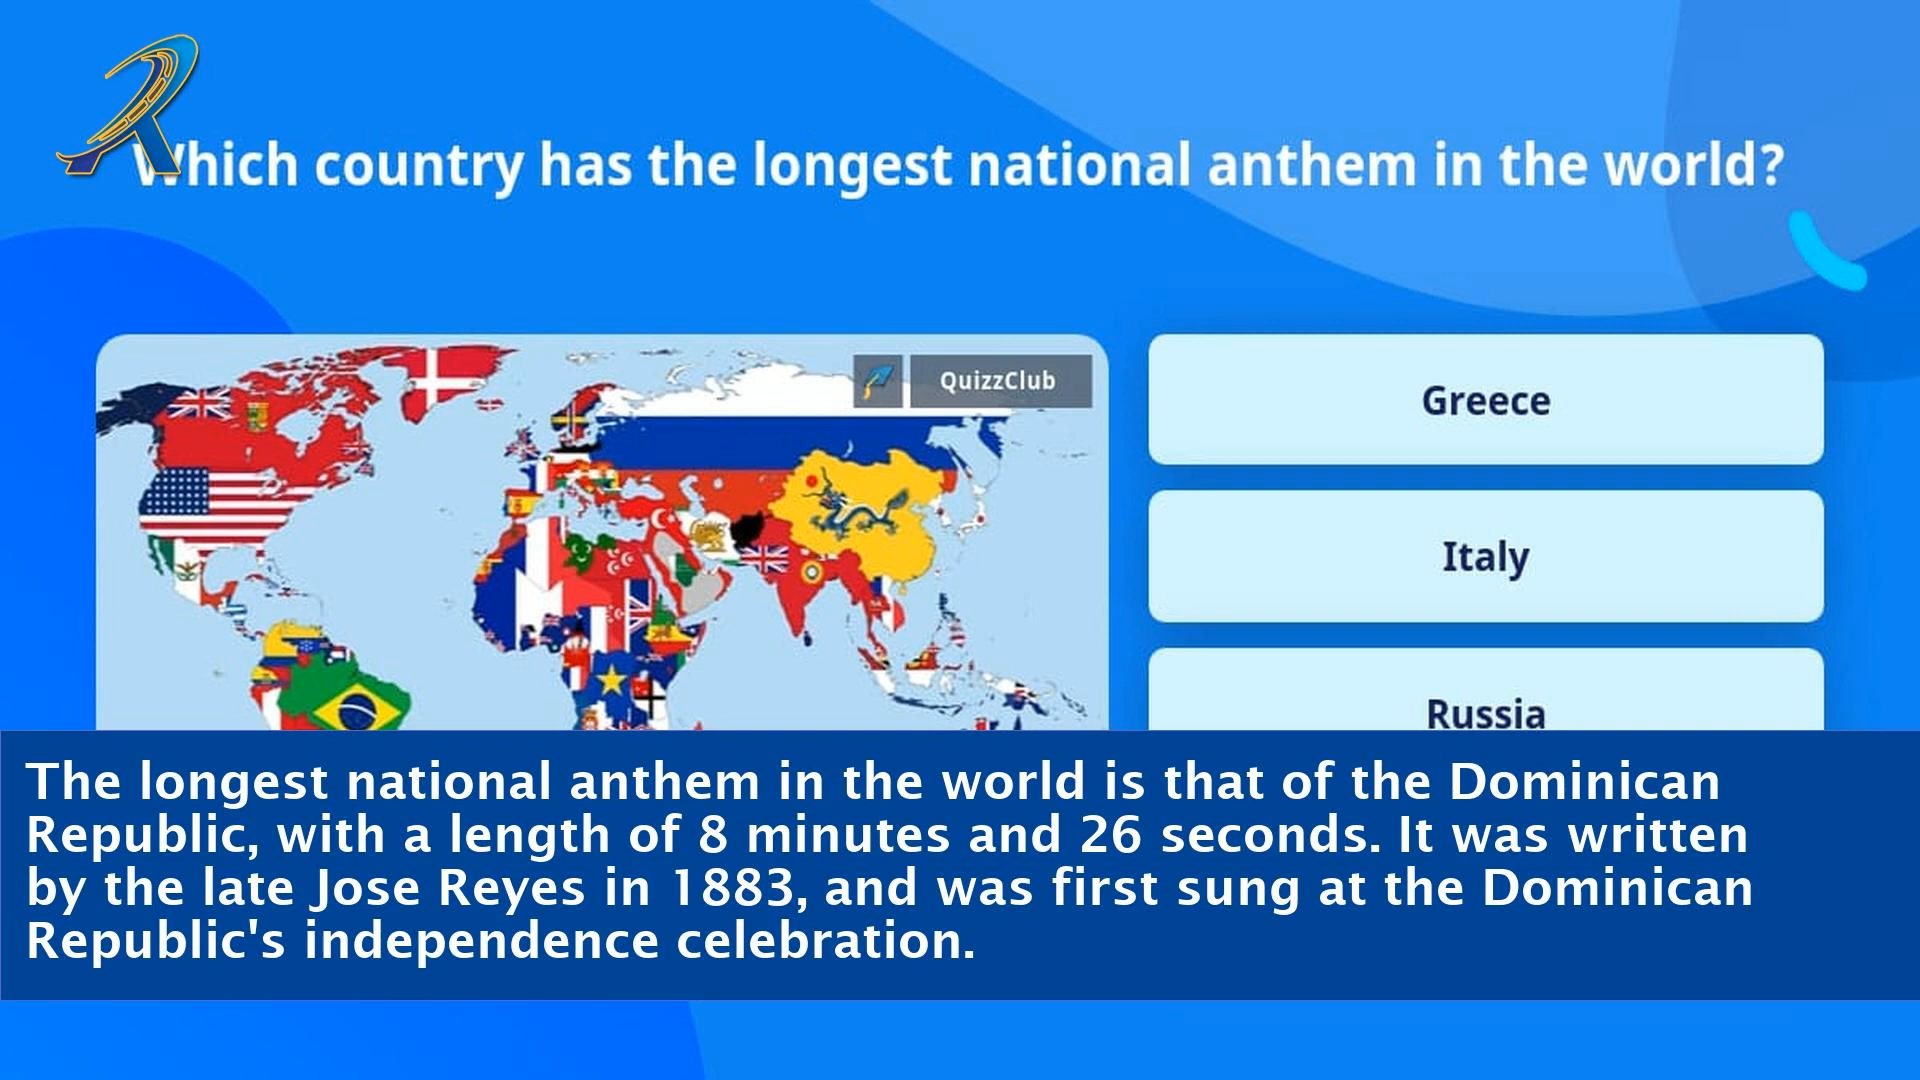 Which country has the longest national anthem in the world?
QuizzClub
Greece
Italy
Russia
The longest national anthem in the world is that of the Dominican
Republic, with a length of 8 minutes and 26 seconds. It was written
by the late Jose Reyes in 1883, and was first sung at the Dominican
Republic's independence celebration.